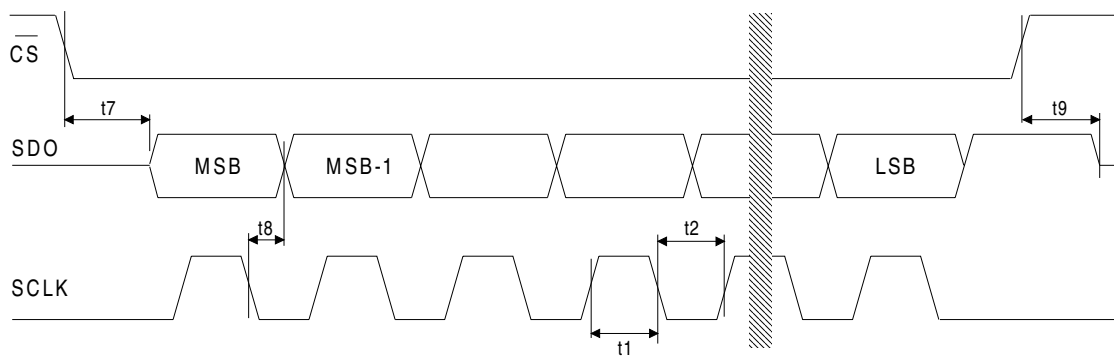 CS
t7
t9
SDO
MSB
MSB-1
LSB
t8
t2
SCLK
t1